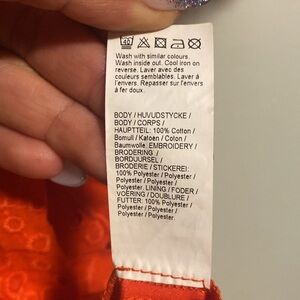 Wash with similar colours.
Wash inside out. Cool iron on
reverse. Laver avec des
couleurs semblables. Laver à
l'envers. Repasser sur l'envers
à fer doux.
BODY / HUVUDSTYCKE /
BODY / CORPS /
HAUPTTEIL: 100% Cotton /
Bomull / Katoen / Coton /
Baumwolle. EMBROIDERY /
BRODERING /
BORDUURSEL /
BRODERIE / STICKEREI:
100% Polyester / Polyester /
Polyester / Polyester /
Polyester. LINING / FODER /
VOERING / DOUBLURE /
FUTTER: 100% Polyester /
Polyester / Polyester /
Polyester / Polyester